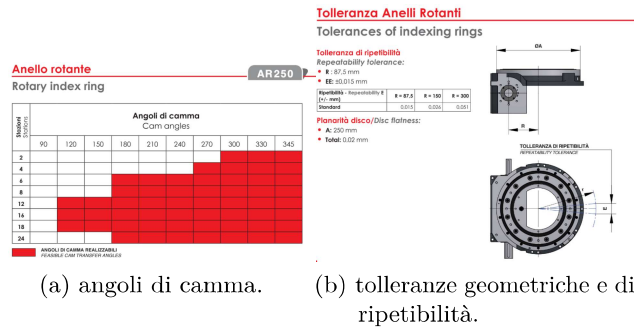 Anello rotante
Rotary index ring
AR250
Stazioni
Stations
Angoli di camma
Cam angles
90 120 150 180 210 240 270 300 330 345
2
4
6
8
12
16
18
24
ANGOLI DI CAMMA REALIZZABILI
FEASIBLE CAM TRANSFER ANGLES
(a) angoli di camma.
Tolleranza Anelli Rotanti
Tolerances of indexing rings
Tolleranza di ripetibilità
Repeatability tolerance:
• R : 87.5 mm
• EE: ±0,015 mm
Ripetibilità - Repeatability E (+/- mm) R = 87,5 R = 150 R = 300
Standard 0.015 0,026 0,051
Planarità disco/Disc flatness:
• A: 250 mm
• Total: 0.02 mm
ØA
R
TOLLERANZA DI RIPETIBILITÀ
REPEATABILITY TOLERANCE
r
E
(b) tolleranze geometriche e di
ripetibilità.